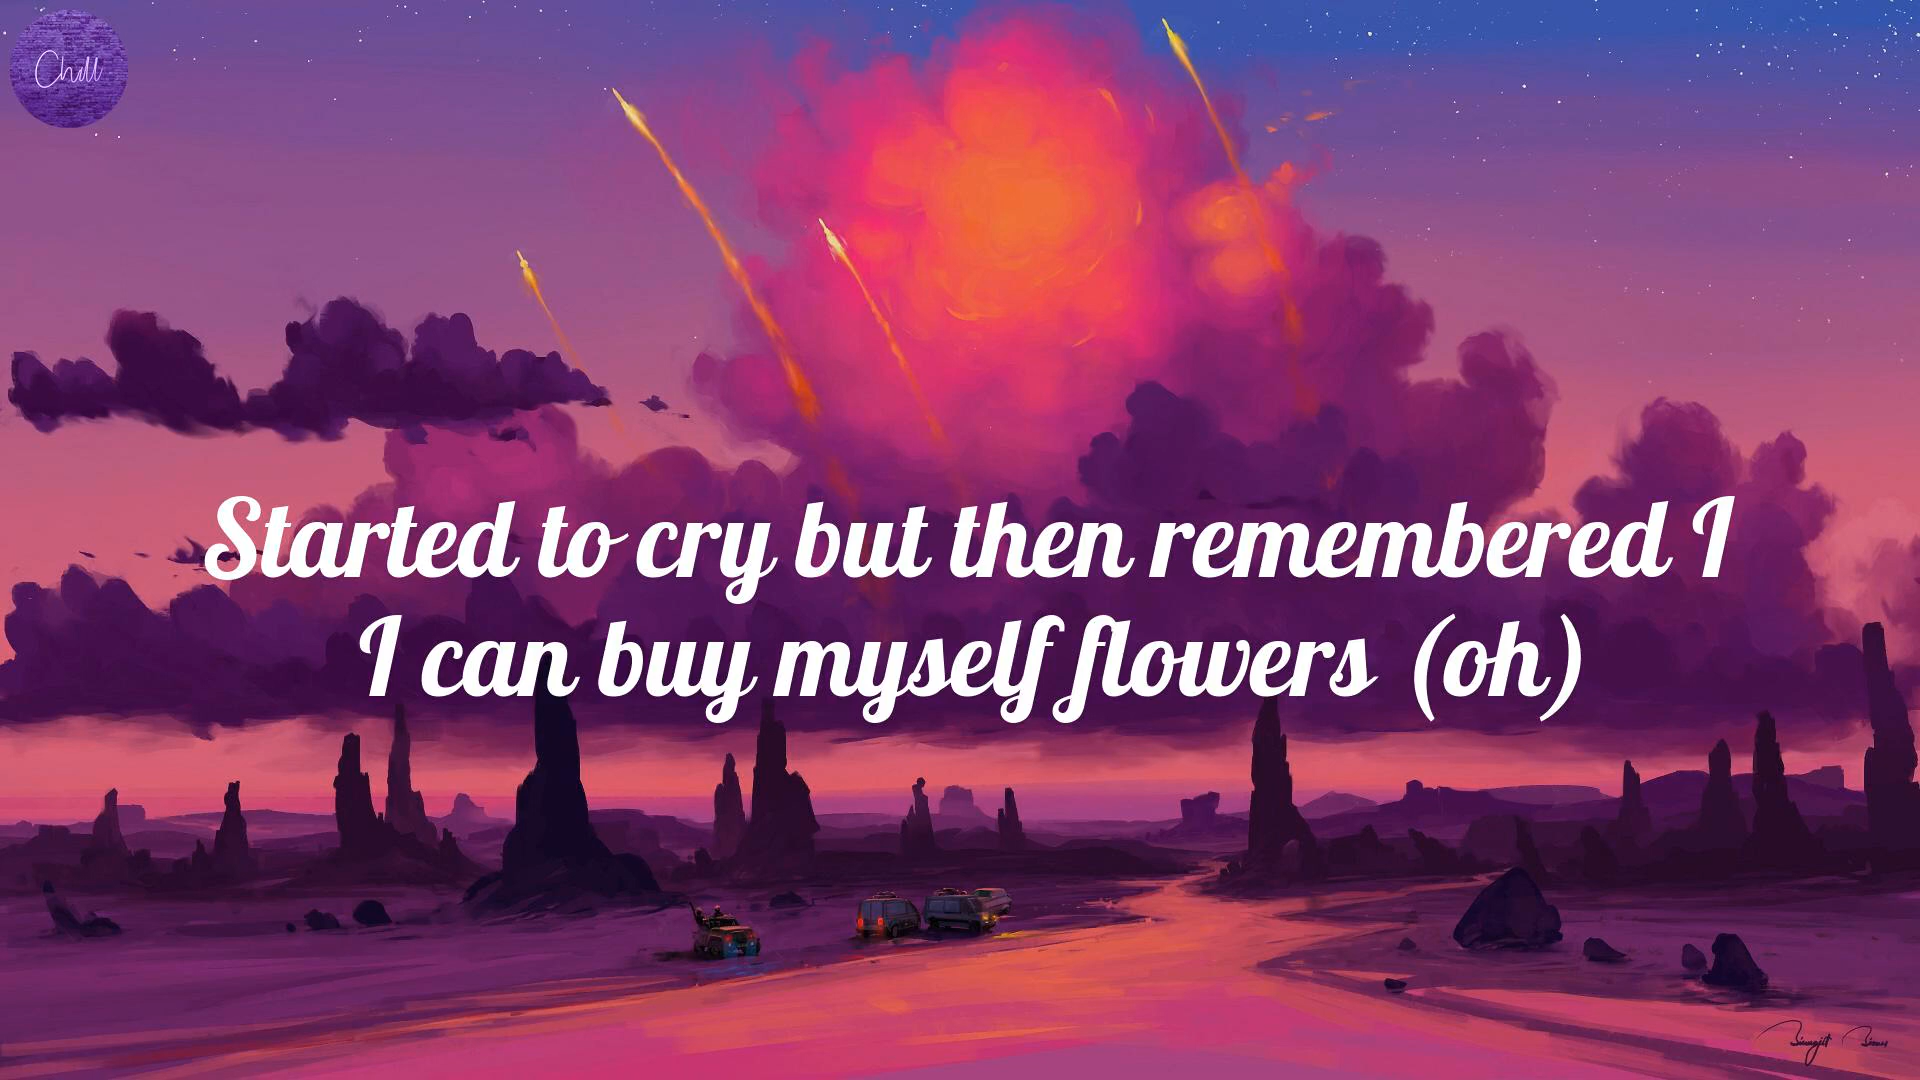 Chill
Started to cry but then remembered I
I can buy myself flowers (oh)